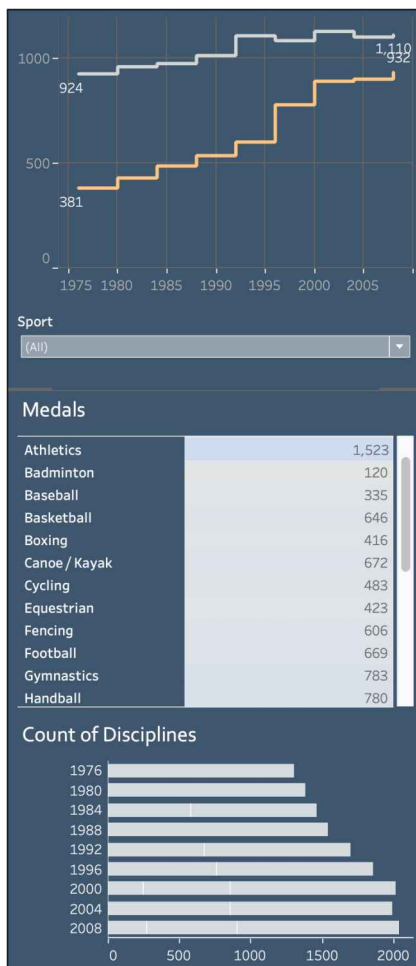 1000
1,110
932
924
500
381
0
1975 1980 1985 1990 1995 2000 2005
Sport
(All)
Medals
Athletics 1,523
Badminton 120
Baseball 335
Basketball 646
Boxing 416
Canoe / Kayak 672
Cycling 483
Equestrian 423
Fencing 606
Football 669
Gymnastics 783
Handball 780
Count of Disciplines
1976
1980
1984
1988
1992
1996
2000
2004
2008
0 500 1000 1500 2000